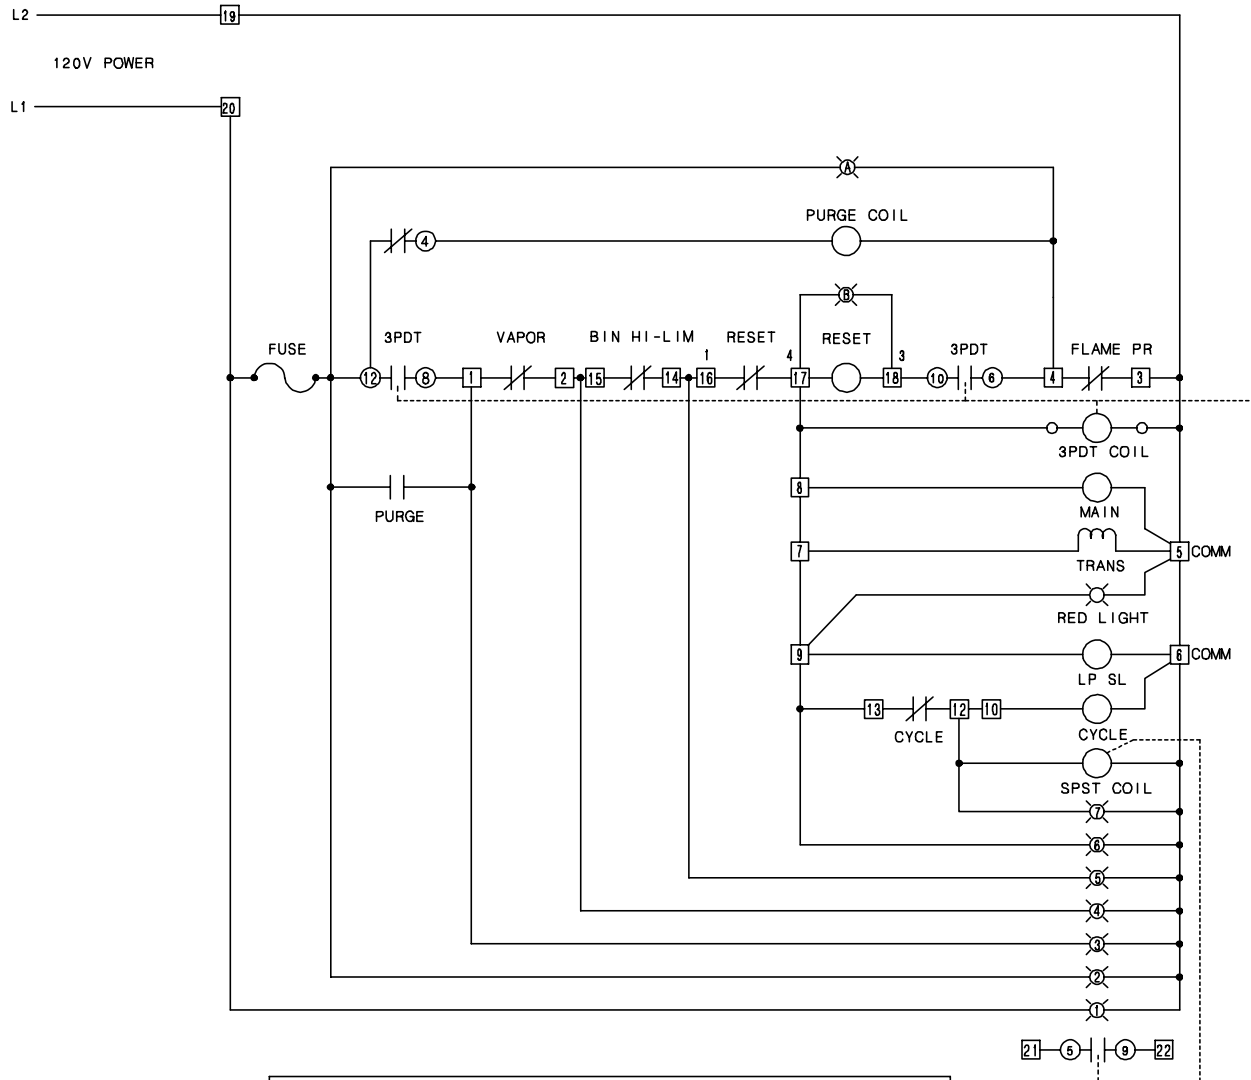 L2 19
120V POWER
L1 20
A
PURGE COIL
4
B
3PDT VAPOR BIN HI-LIM RESET RESET 3PDT FLAME PR
FUSE
1 4 3
12 8 1 2 15 14 16 17 18 10 6 4 3
3PDT COIL
8
PURGE
MAIN
7 5 COMM
TRANS
RED LIGHT
9 6 COMM
LP SL
13 12 10
CYCLE CYCLE
SPST COIL
7
6
5
4
3
2
1
21 5 9 22